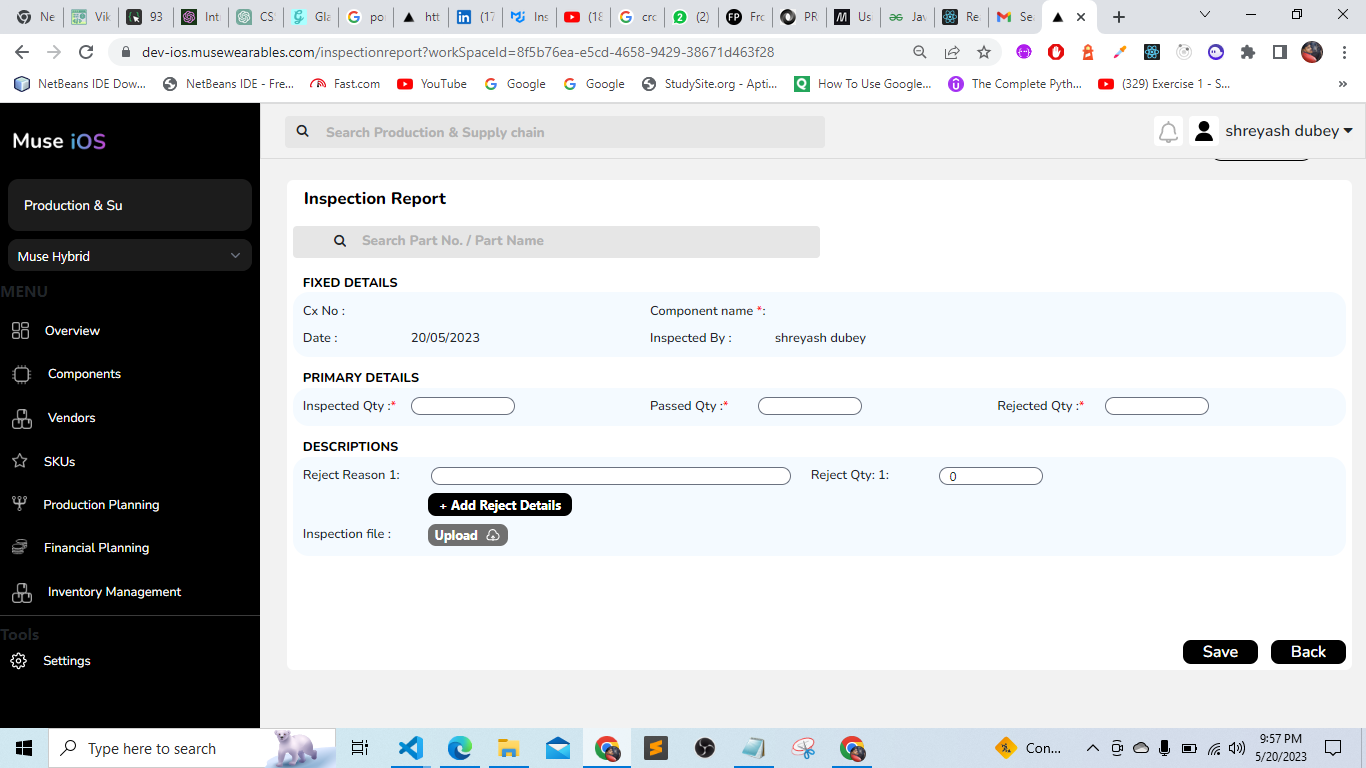 Ne
Vik
93
Int
CS
Gla
po
htt
(17
Ins
(18
crc
(2)
Frc
PR
Us
Jav
Re
Se
dev-ios.musewearables.com/inspectionreport?workSpaceId=8f5b76ea-e5cd-4658-9429-38671d463f28
NetBeans IDE Dow...
NetBeans IDE - Fre...
Fast.com
YouTube
Google
Google
StudySite.org - Apti...
How To Use Google...
The Complete Pyth...
(329) Exercise 1 - S...
»
Muse iOS
Search Production & Supply chain
shreyash dubey
Production & Su
Muse Hybrid
MENU
Overview
Components
Vendors
SKUs
Production Planning
Financial Planning
Inventory Management
Tools
Settings
Inspection Report
Search Part No. / Part Name
FIXED DETAILS
Cx No :
Component name *:
Date : 20/05/2023
Inspected By : shreyash dubey
PRIMARY DETAILS
Inspected Qty :*
Passed Qty :*
Rejected Qty :*
DESCRIPTIONS
Reject Reason 1:
Reject Qty: 1: 0
+ Add Reject Details
Inspection file : Upload
Save
Back
Type here to search
Con...
9:57 PM
5/20/2023